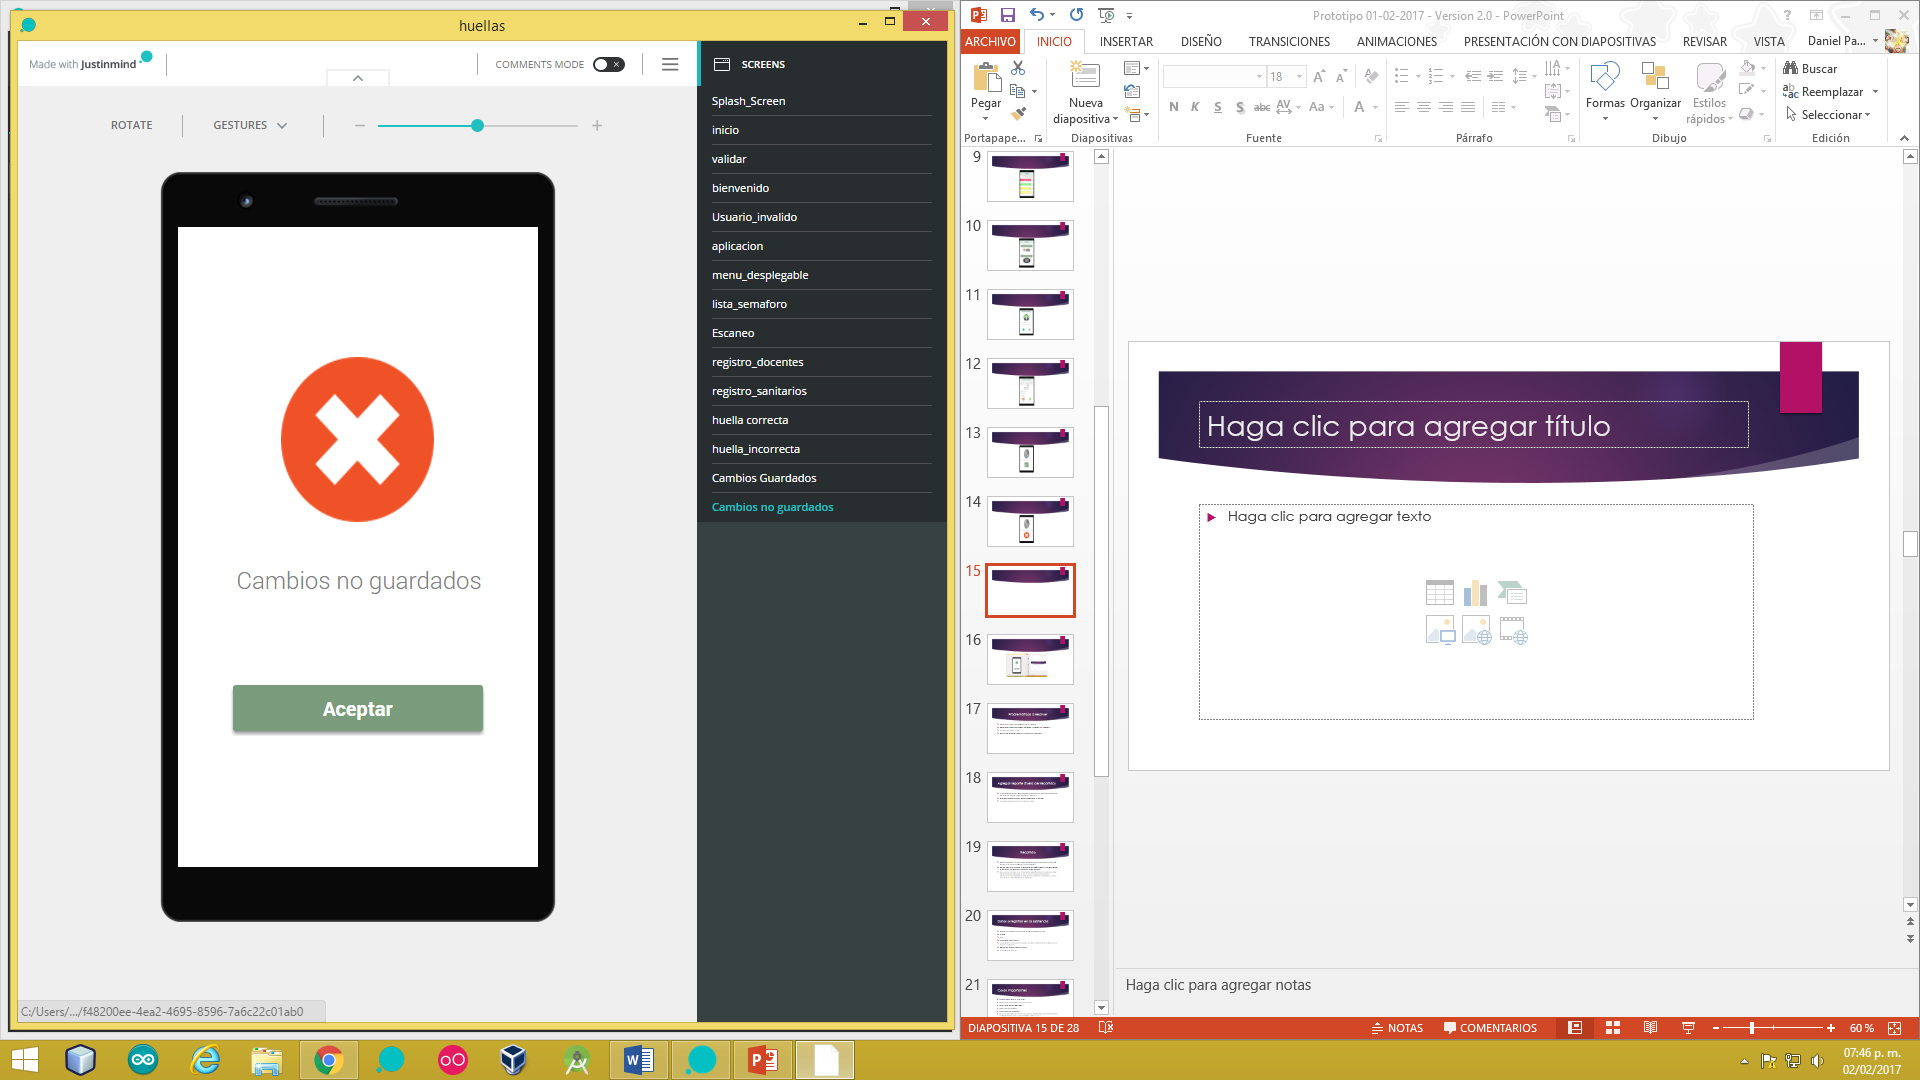 huellas
Made with Justinmind
COMMENTS MODE
SCREENS
ROTATE
GESTURES
Splash_Screen
inicio
validar
bienvenido
Usuario_invalido
aplicacion
menu_desplegable
lista_semaforo
Escaneo
registro_docentes
registro_sanitarios
huella correcta
huella_incorrecta
Cambios Guardados
Cambios no guardados
Cambios no guardados
Aceptar
C:/Users/.../f48200ee-4ea2-4695-8596-7a6c22c01ab0
Prototipo 01-02-2017 - Version 2.0 - PowerPoint
ARCHIVO INICIO INSERTAR DISEÑO TRANSICIONES ANIMACIONES PRESENTACIÓN CON DIAPOSITIVAS REVISAR VISTA Daniel Pa...
Pegar
Nueva
diapositiva
18
N K S S abc AV Aa A
Formas Organizar Estilos
rápidos
Buscar
Reemplazar
Seleccionar
Portapape... Diapositivas Fuente Párrafo Dibujo Edición
9
10
11
12
13
14
15
16
17
18
19
20
21
Haga clic para agregar título
Haga clic para agregar texto
Haga clic para agregar notas
DIAPOSITIVA 15 DE 28
NOTAS
COMENTARIOS
60 %
07:46 p. m.
02/02/2017